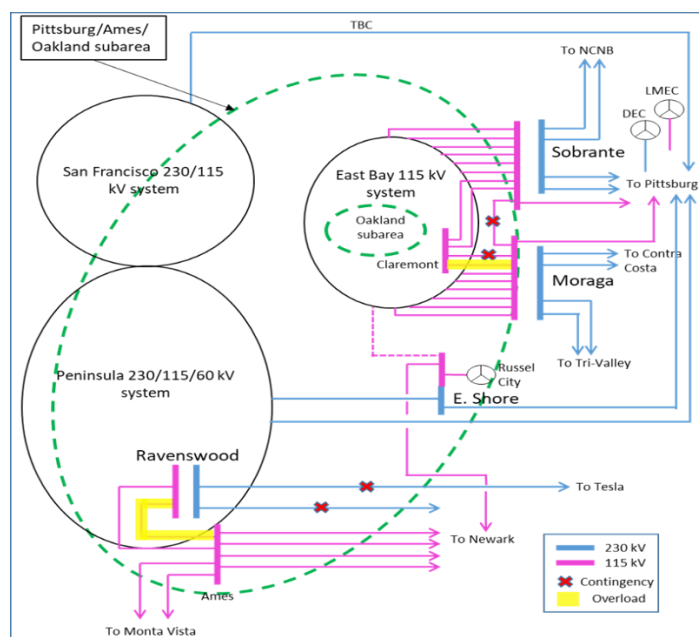 Pittsburg/Ames/
Oakland subarea
TBC
To NCNB
LMEC
DEC
Sobrante
San Francisco 230/115
kV system
East Bay 115 kV
system
To Pittsburg
Oakland
subarea
Claremont
To Contra
Costa
Moraga
To Tri-Valley
Russel
City
Peninsula 230/115/60 kV
system
E. Shore
Ravenswood
To Tesla
To Newark
Ames
To Monta Vista
230 kV
115 kV
Contingency
Overload